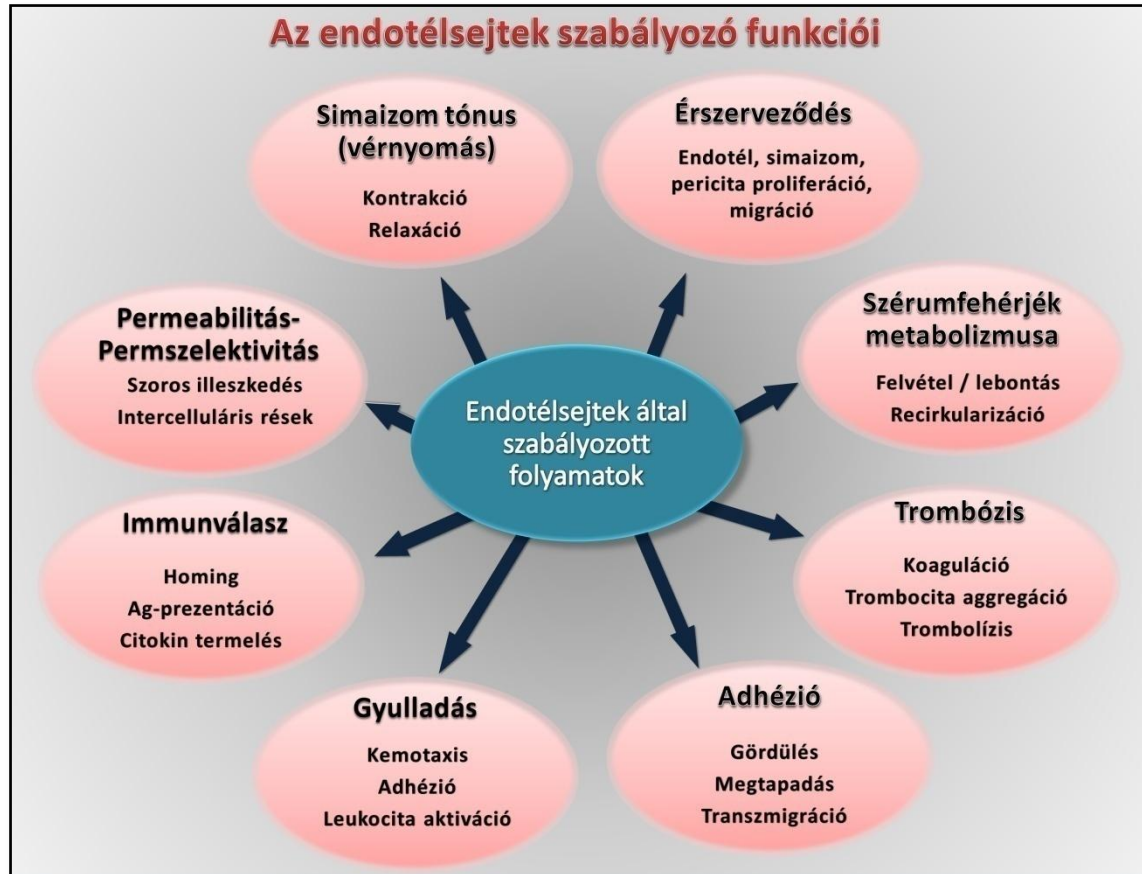 Az endotélsejtek szabályozó funkciói
Simaizom tónus
(vérnyomás)
Kontrakció
Relaxáció
Érszerveződés
Endotél, simaizom,
pericita proliferáció,
migráció
Permeabilitás-
Permszelektivitás
Szoros illeszkedés
Intercelluláris rések
Szérumfehérjék
metabolizmusa
Felvétel / lebontás
Recirkularizáció
Endotélsejtek által
szabályozott
folyamatok
Immunválasz
Homing
Ag-prezentáció
Citokin termelés
Trombózis
Koaguláció
Trombocita aggregáció
Trombolízis
Gyulladás
Kemotaxis
Adhézió
Leukocita aktiváció
Adhézió
Gördülés
Megtapadás
Transzmigráció